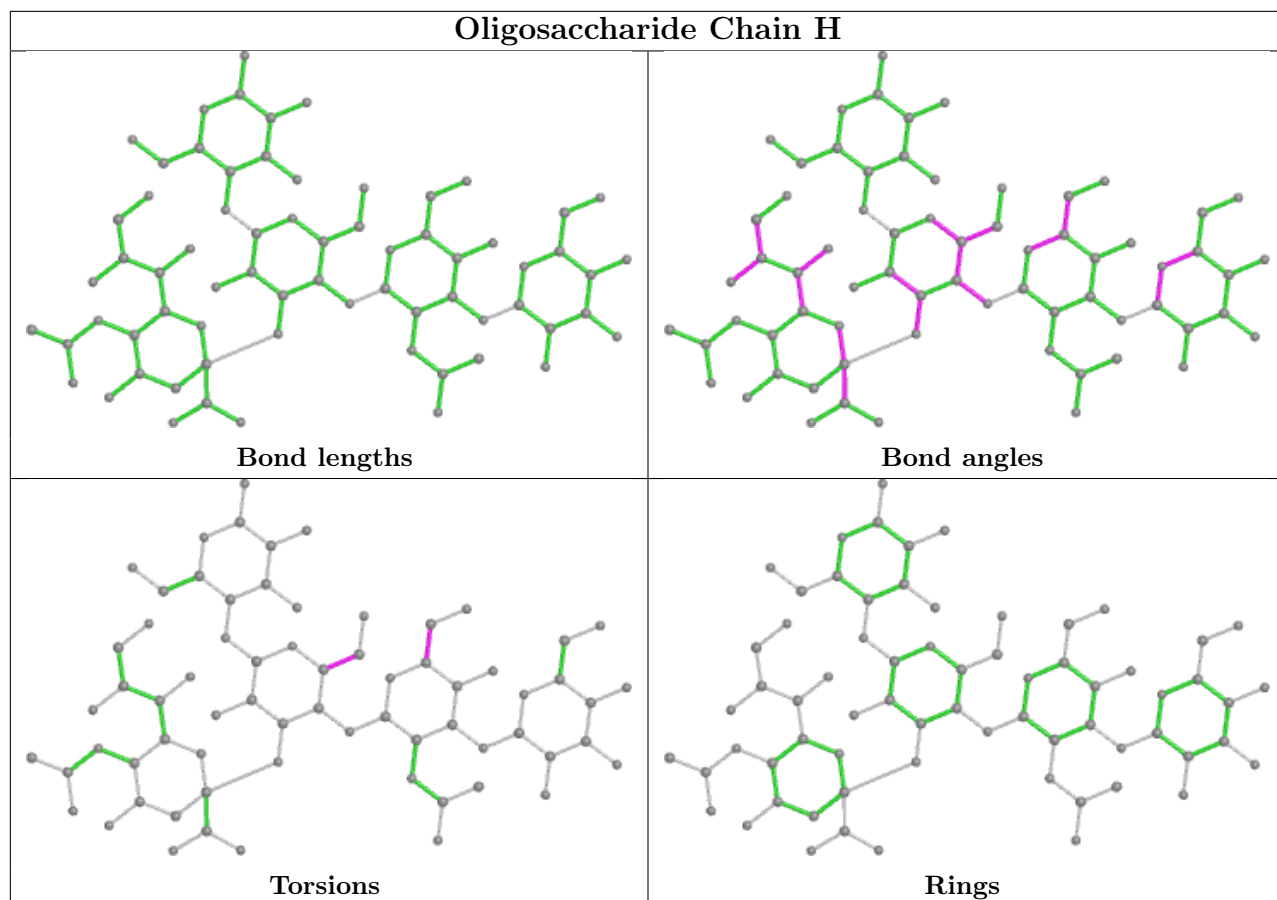 Oligosaccharide Chain H
Bond lengths
Bond angles
Torsions
Rings